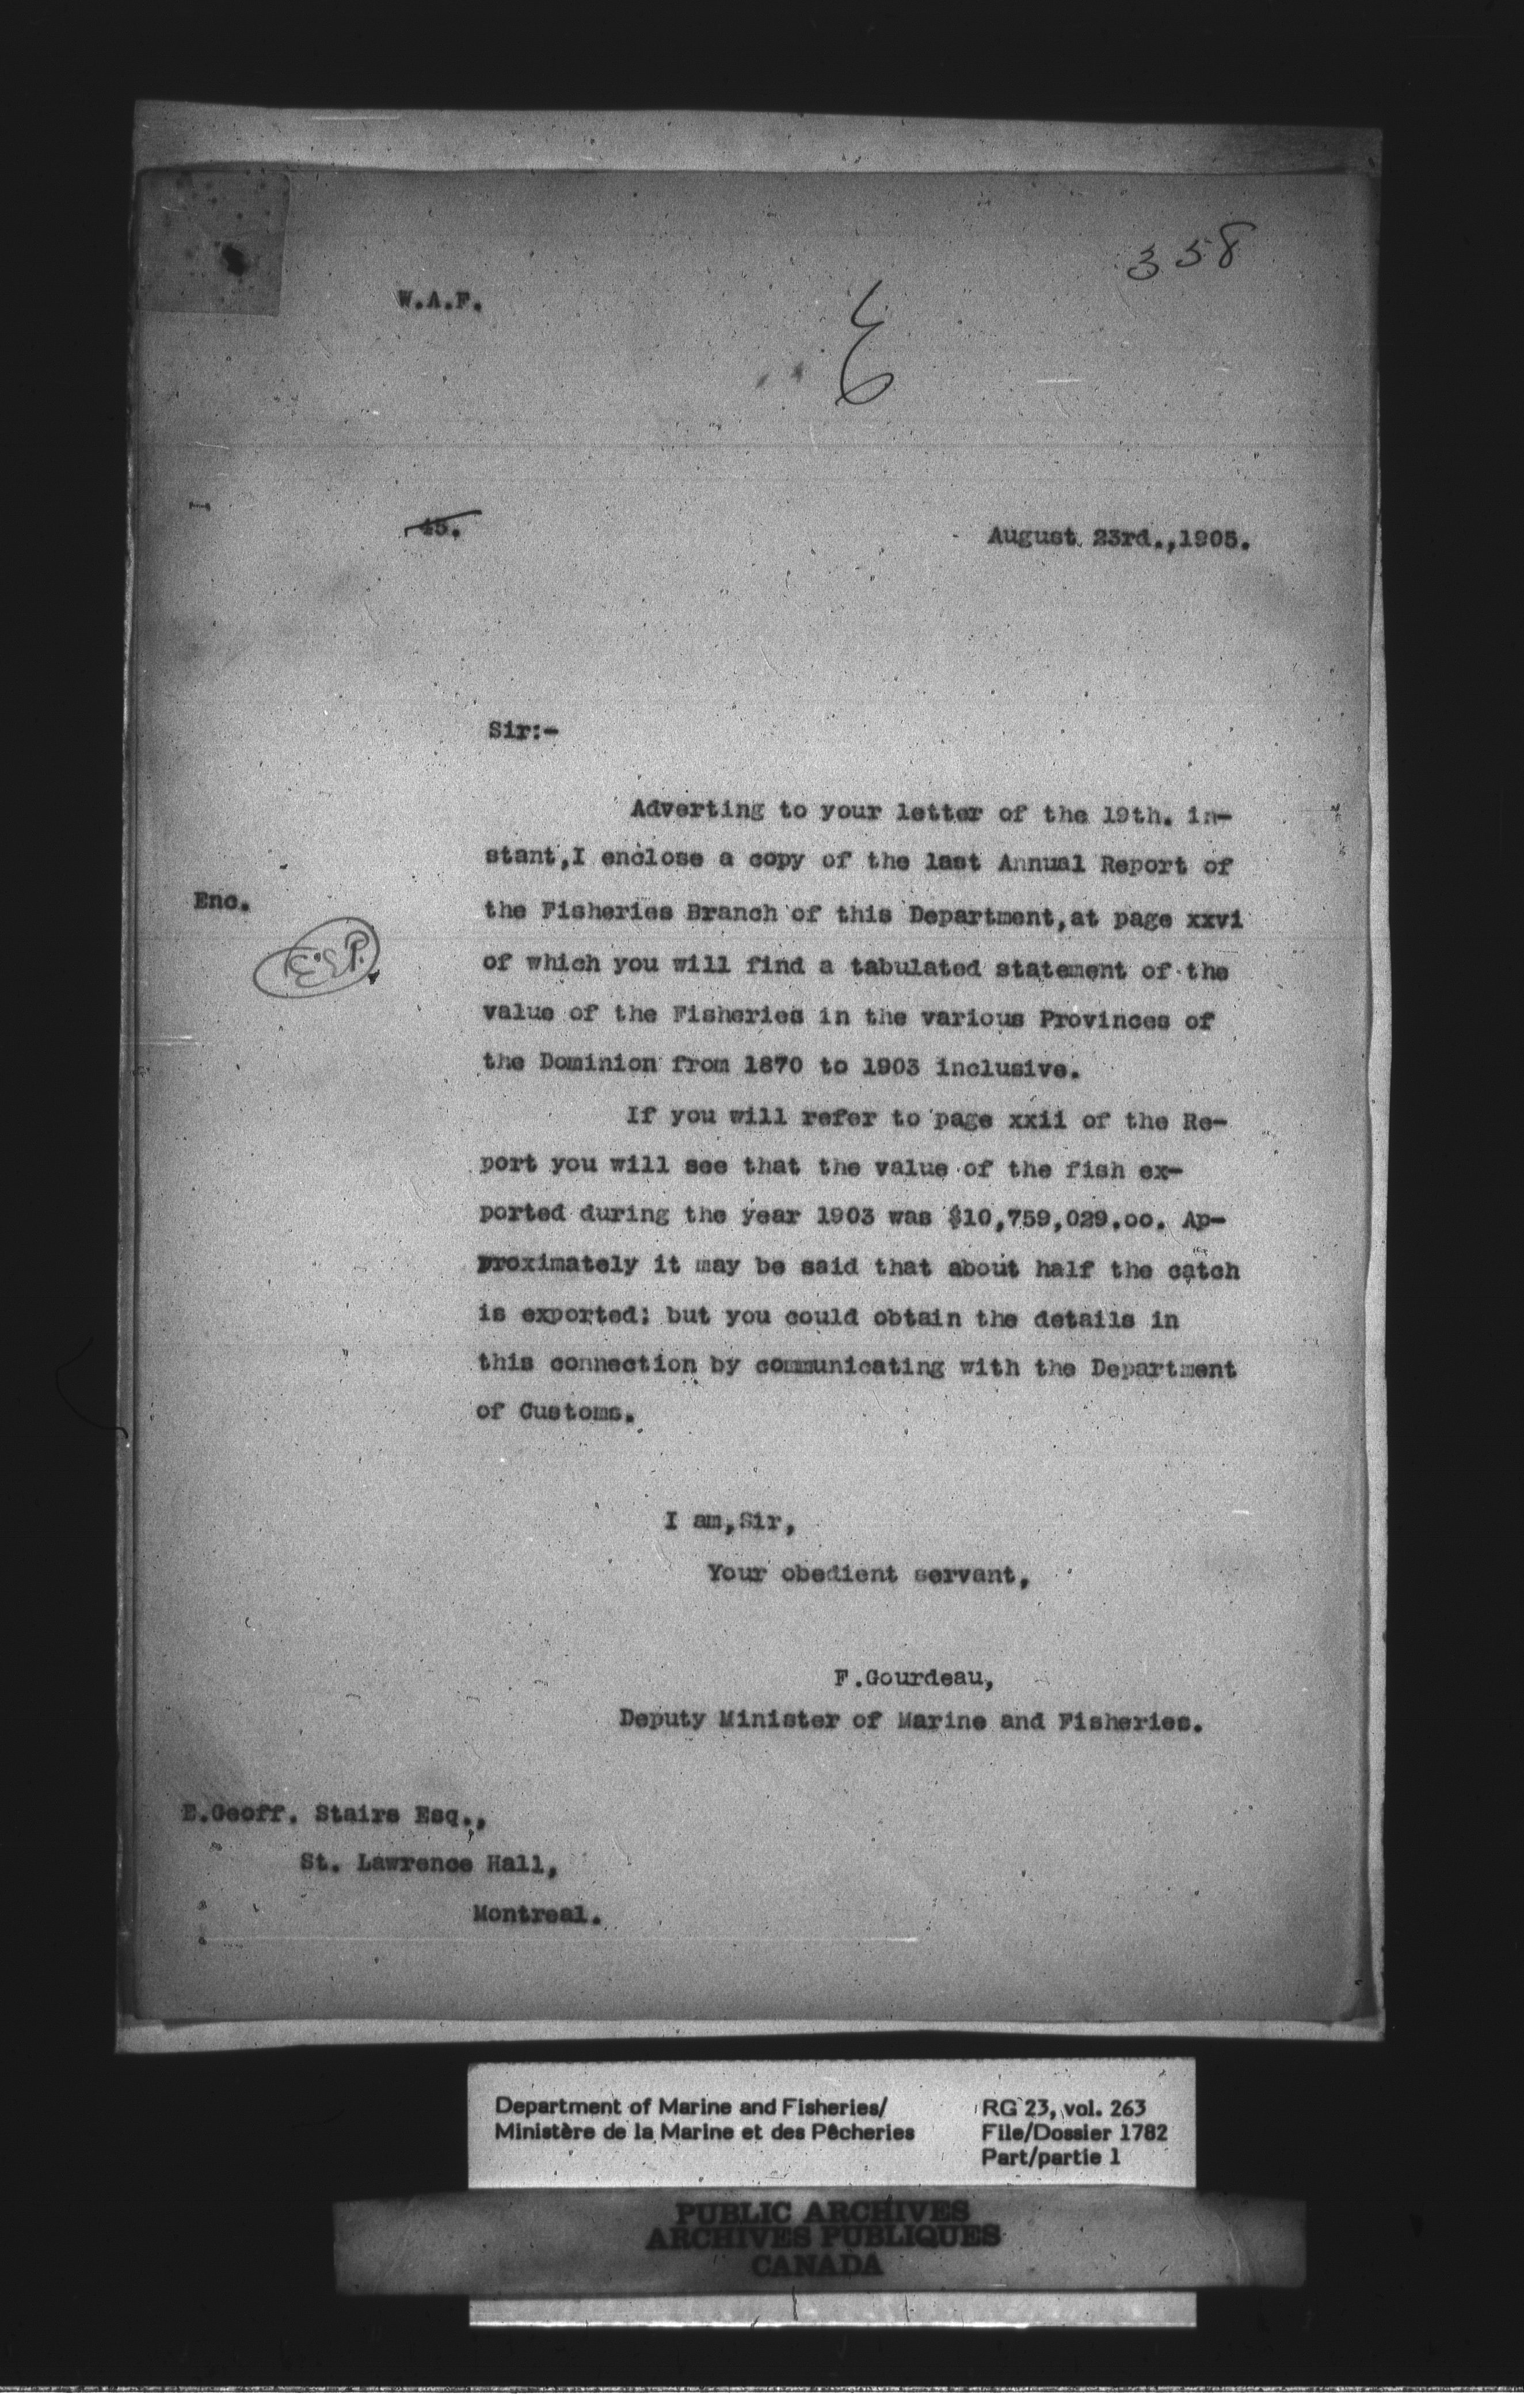 358
W.A.F.
45.
August 23rd.,1905.
Sir:-
Adverting to your letter of the 19th. in-
stant,I enclose a copy of the last Annual Report of
Enc.
the Fisheries Branch of this Department,at page xxvi
of which you will find a tabulated statement of the
value of the Fisheries in the various Provinces of
the Dominion from 1870 to 1903 inclusive.
If you will refer to page xxii of the Re-
port you will see that the value of the fish ex-
ported during the year 1903 was $10,759,029.oo. Ap-
proximately it may be said that about half the catch
is exported; but you could obtain the details in
this connection by communicating with the Department
of Customs.
I am,Sir,
Your obedient servant,
F.Gourdeau,
Deputy Minister of Marine and Fisheries.
E.Geoff. Stairs Esq.,
St. Lawrence Hall,
Montreal.
Department of Marine and Fisheries/
Ministère de la Marine et des Pêcheries
RG 23, vol. 263
File/Dossier 1782
Part/partie 1
PUBLIC ARCHIVES
ARCHIVES PUBLIQUES
CANADA